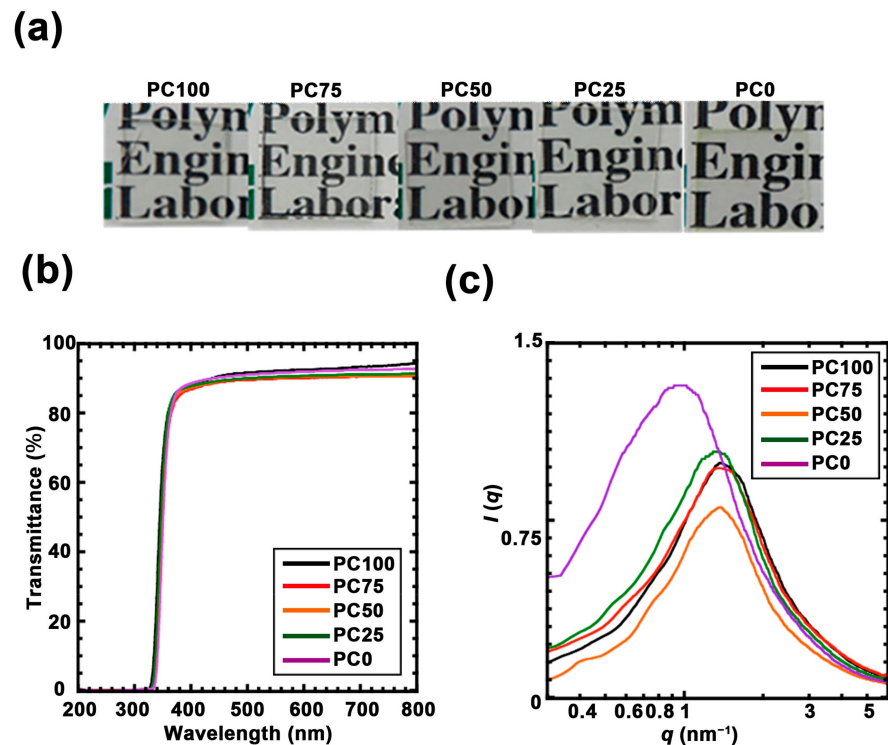 (a)
PC100 PC75 PC50 PC25 PC0
Polyn Polym Polyn Polym Polyn
Engin Engine Engin Engine Engin
Labor Labora Labor Labor Labo
(b)
100
80
60
40
20
0
Transmittance (%)
PC100
PC75
PC50
PC25
PC0
200 300 400 500 600 700 800
Wavelength (nm)
(c)
1.5
0.75
0
I (q)
PC100
PC75
PC50
PC25
PC0
0.4 0.6 0.8 1 3 5
q (nm⁻¹)